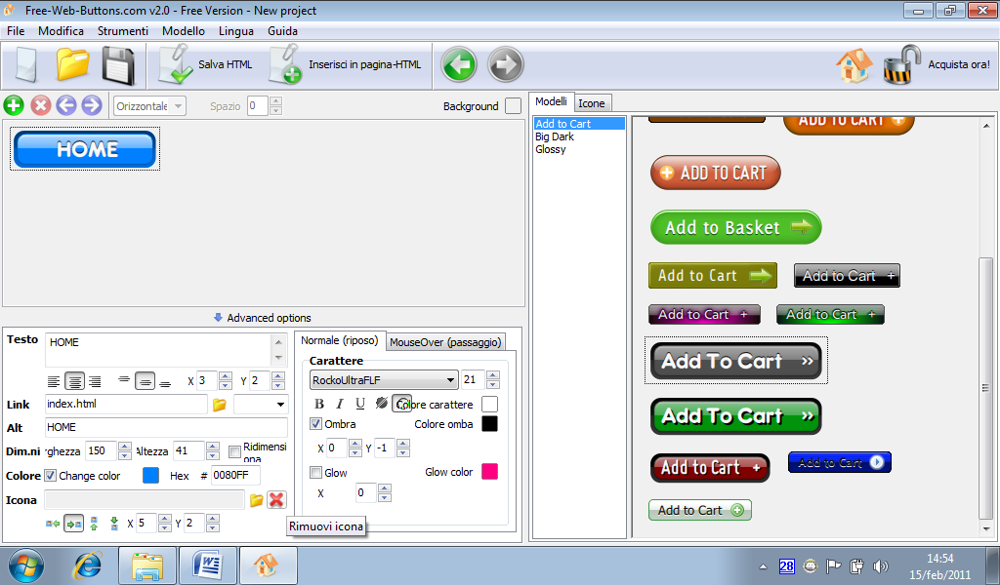 Free-Web-Buttons.com v2.0 - Free Version - New project
File Modifica Strumenti Modello Lingua Guida
Salva HTML Inserisci in pagina-HTML Acquista ora!
Orizzontale Spazio 0 Background
Modelli Icone
HOME
Add to Cart
Big Dark
Glossy
ADD TO CART +
ADD TO CART
Add to Basket
Add to Cart
Add to Cart +
Add to Cart +
Add to Cart +
Add To Cart »
Add To Cart »
Add to Cart +
Add to Cart
Add to Cart
Advanced options
Testo HOME
X 3 Y 2
Link index.html
Alt HOME
Dim.ni rghezza 150 Altezza 41 Ridimensi
ona
Colore Change color Hex # 0080FF
Icona
X 5 Y 2
Normale (riposo) MouseOver (passaggio)
Carattere
RockoUltraFLF 21
B I U Colore carattere
Ombra Colore omba
X 0 Y -1
Glow Glow color
X 0
Rimuovi icona
28
14:54
15/feb/2011